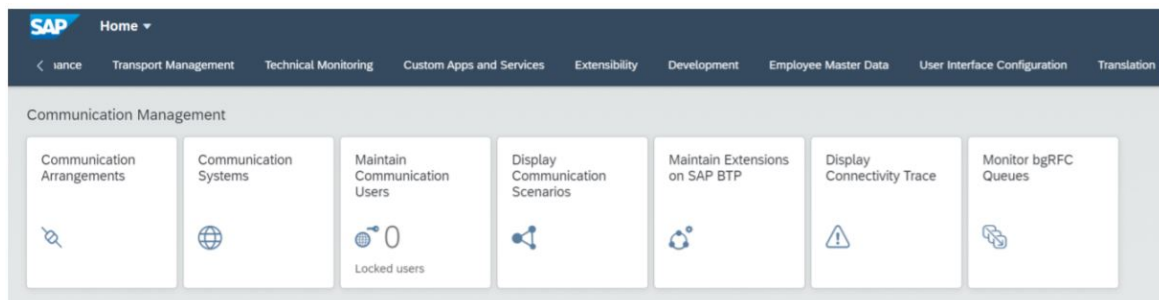 SAP Home
nance Transport Management Technical Monitoring Custom Apps and Services Extensibility Development Employee Master Data User Interface Configuration Translation
Communication Management
Communication
Arrangements
Communication
Systems
Maintain
Communication
Users
0
Locked users
Display
Communication
Scenarios
Maintain Extensions
on SAP BTP
Display
Connectivity Trace
Monitor bgRFC
Queues